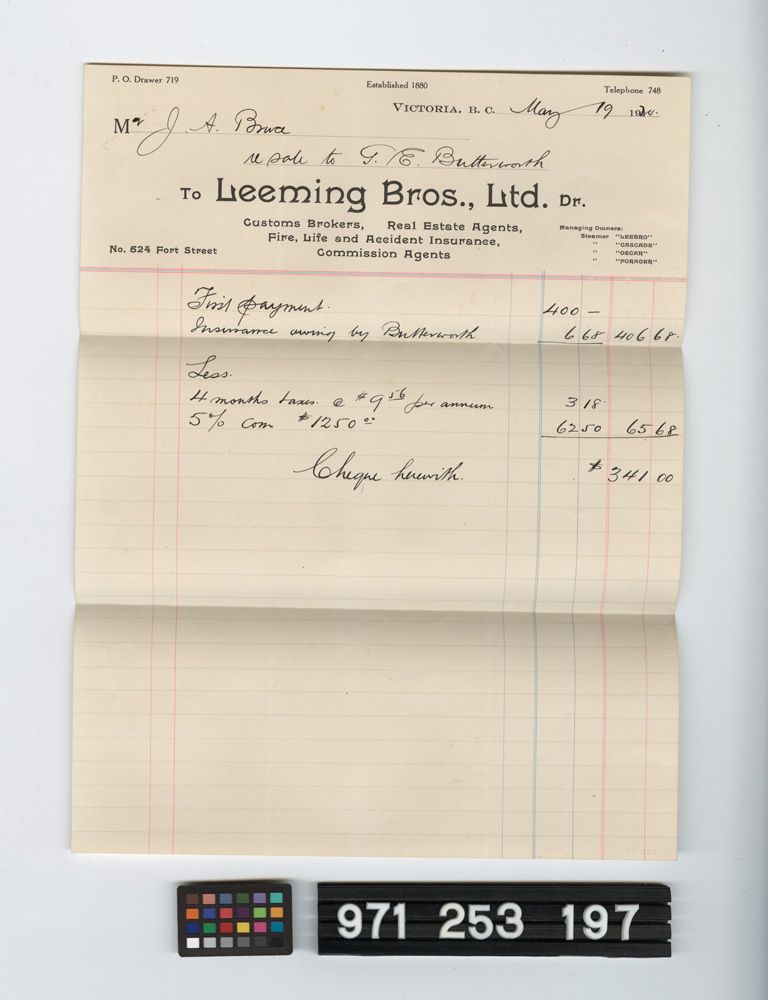 P. O. Drawer 719
Established 1880
Telephone 748
VICTORIA, B. C. May 19 19
Mr J. A. Bruce
re sale to T. E. Butterworth
To Leeming Bros., Ltd. Dr.
Customs Brokers, Real Estate Agents,
Fire, Life and Accident Insurance,
Commission Agents
No. 524 Fort Street
Managing Owners:
Steamer "LEEBRO"
" "CASCADE"
" "OSCAR"
" "FORAGER"
First payment. 400 —
Insurance owing by Butterworth 6 68 406 68.
Less.
4 months taxes @ $9 56 per annum 3 18
5% com $1250 00 62 50 65 68
Cheque herewith. $ 341 00
971 253 197